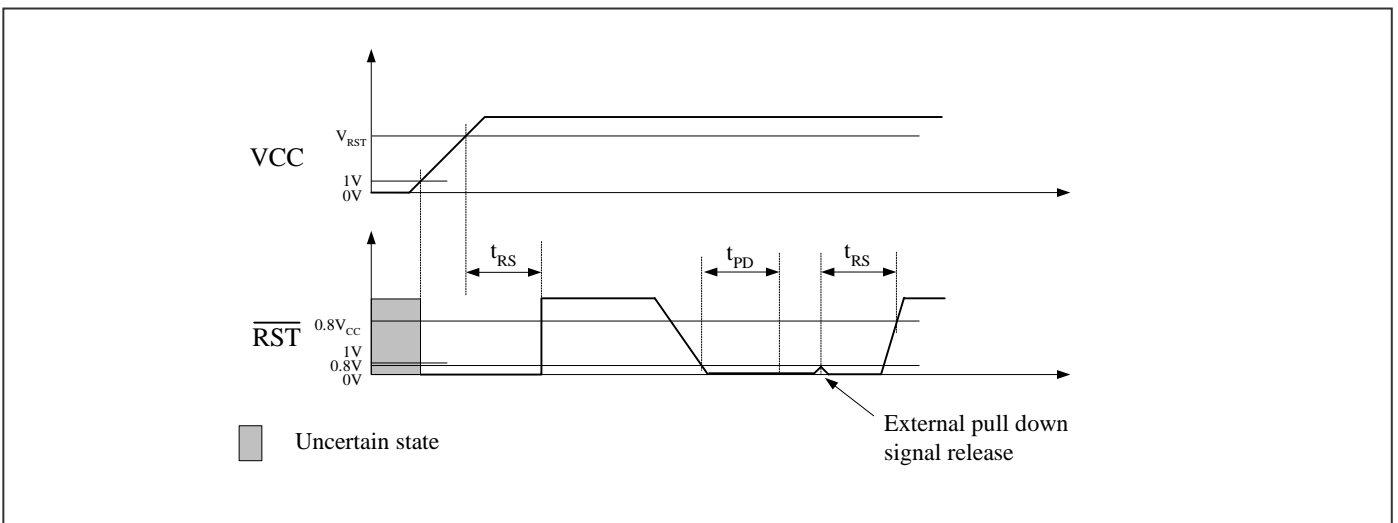 VCC
V_RST
1V
0V
t_RS
t_PD
t_RS
RST
0.8V_CC
1V
0.8V
0V
Uncertain state
External pull down
signal release